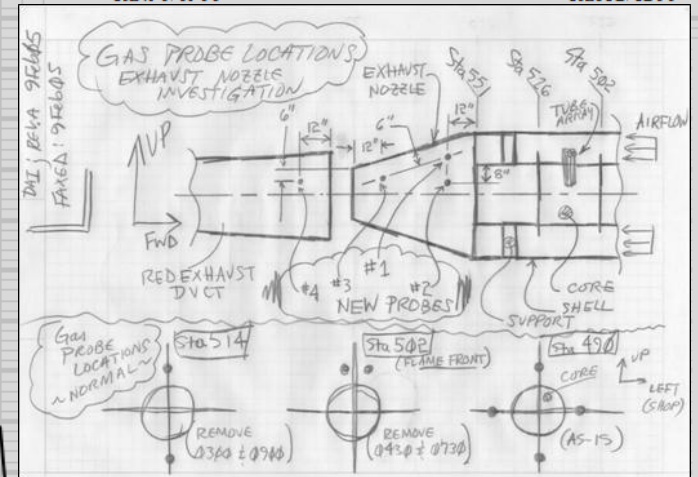 GAS PROBE LOCATIONS
EXHAUST NOZZLE
INVESTIGATION
DAI; RELA 9Feb05
FAXED: 9Feb05
UP
FWD
EXHAUST
NOZZLE
Sta 551
Sta 526
Sta 502
TUBE
ARRAY
AIRFLOW
6"
12"
12"
6"
12"
8"
RED EXHAUST
DUCT
#4
#3
#1
#2
NEW PROBES
CORE
SHELL
SUPPORT
Gas
PROBE
LOCATIONS
~NORMAL~
Sta 514
REMOVE
0300 & 0900
Sta 502
(FLAME FRONT)
REMOVE
0430 & 0730
Sta 490
CORE
(AS-IS)
UP
LEFT
(SHOP)